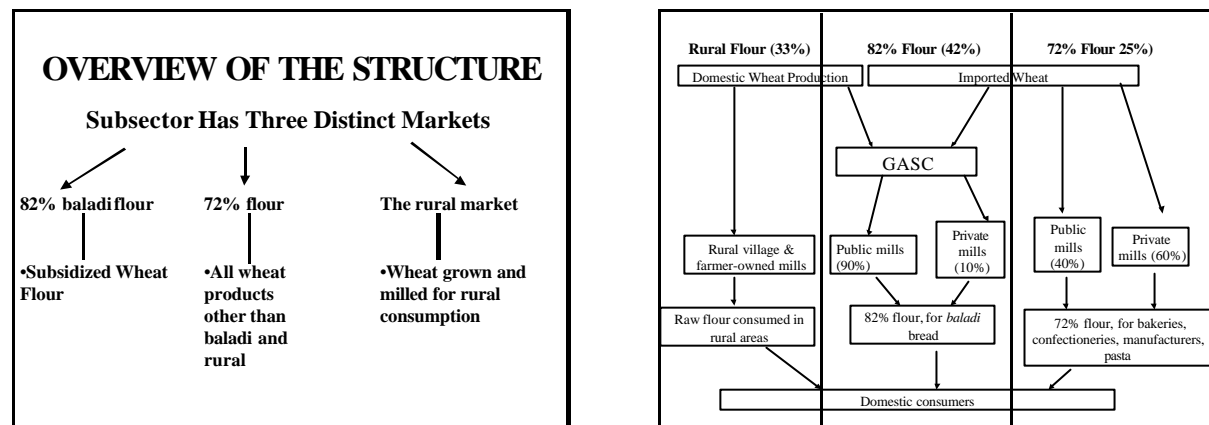 OVERVIEW OF THE STRUCTURE
Subsector Has Three Distinct Markets
82% baladi flour
72% flour
The rural market
•Subsidized Wheat
Flour
•All wheat
products
other than
baladi and
rural
•Wheat grown and
milled for rural
consumption
Rural Flour (33%)
82% Flour (42%)
72% Flour 25%)
Domestic Wheat Production
Imported Wheat
GASC
Rural village &
farmer-owned mills
Public mills
(90%)
Private
mills
(10%)
Public
mills
(40%)
Private
mills (60%)
Raw flour consumed in
rural areas
82% flour, for baladi
bread
72% flour, for bakeries,
confectioneries, manufacturers,
pasta
Domestic consumers